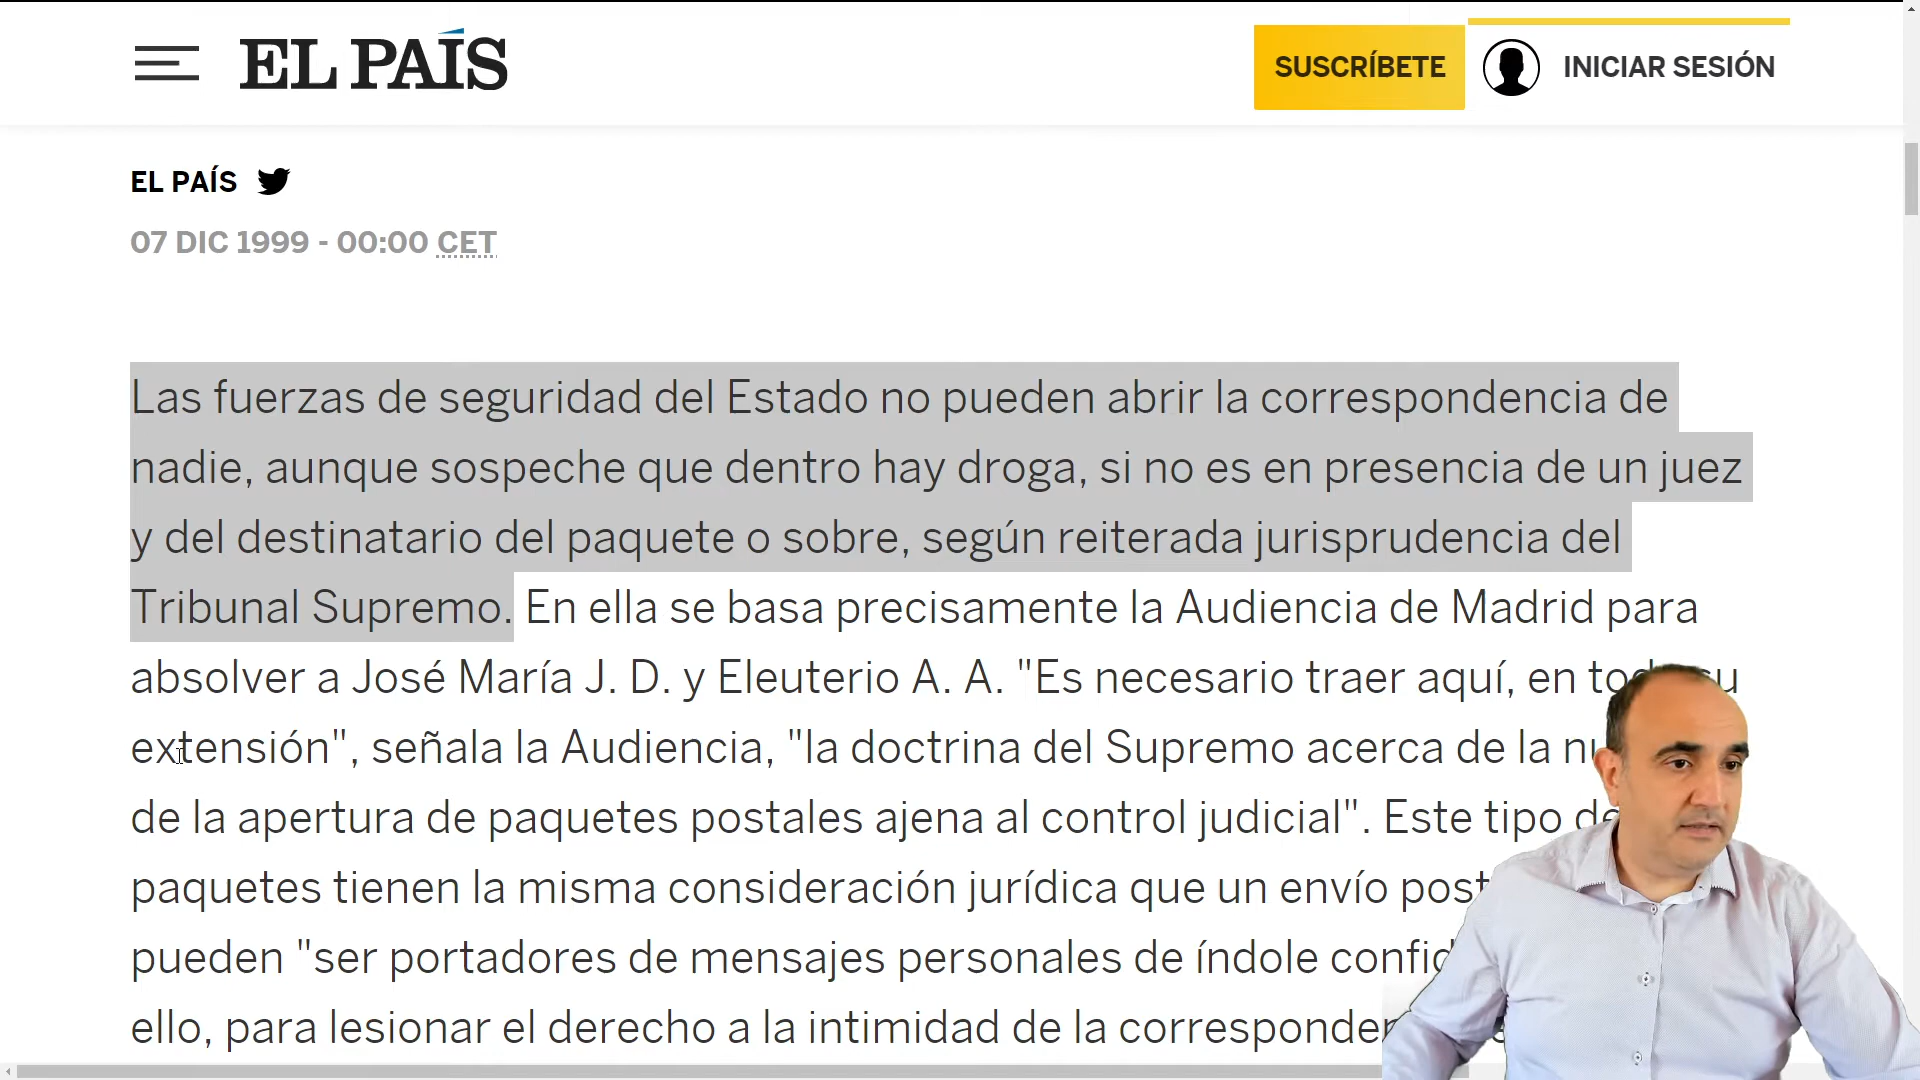 EL PAÍS
SUSCRÍBETE
INICIAR SESIÓN
EL PAÍS
07 DIC 1999 - 00:00 CET
Las fuerzas de seguridad del Estado no pueden abrir la correspondencia de
nadie, aunque sospeche que dentro hay droga, si no es en presencia de un juez
y del destinatario del paquete o sobre, según reiterada jurisprudencia del
Tribunal Supremo. En ella se basa precisamente la Audiencia de Madrid para
absolver a José María J. D. y Eleuterio A. A. "Es necesario traer aquí, en su
extensión", señala la Audiencia, "la doctrina del Supremo acerca de la
de la apertura de paquetes postales ajena al control judicial". Este tipo de
paquetes tienen la misma consideración jurídica que un envío
pueden "ser portadores de mensajes personales de índole
ello, para lesionar el derecho a la intimidad de la